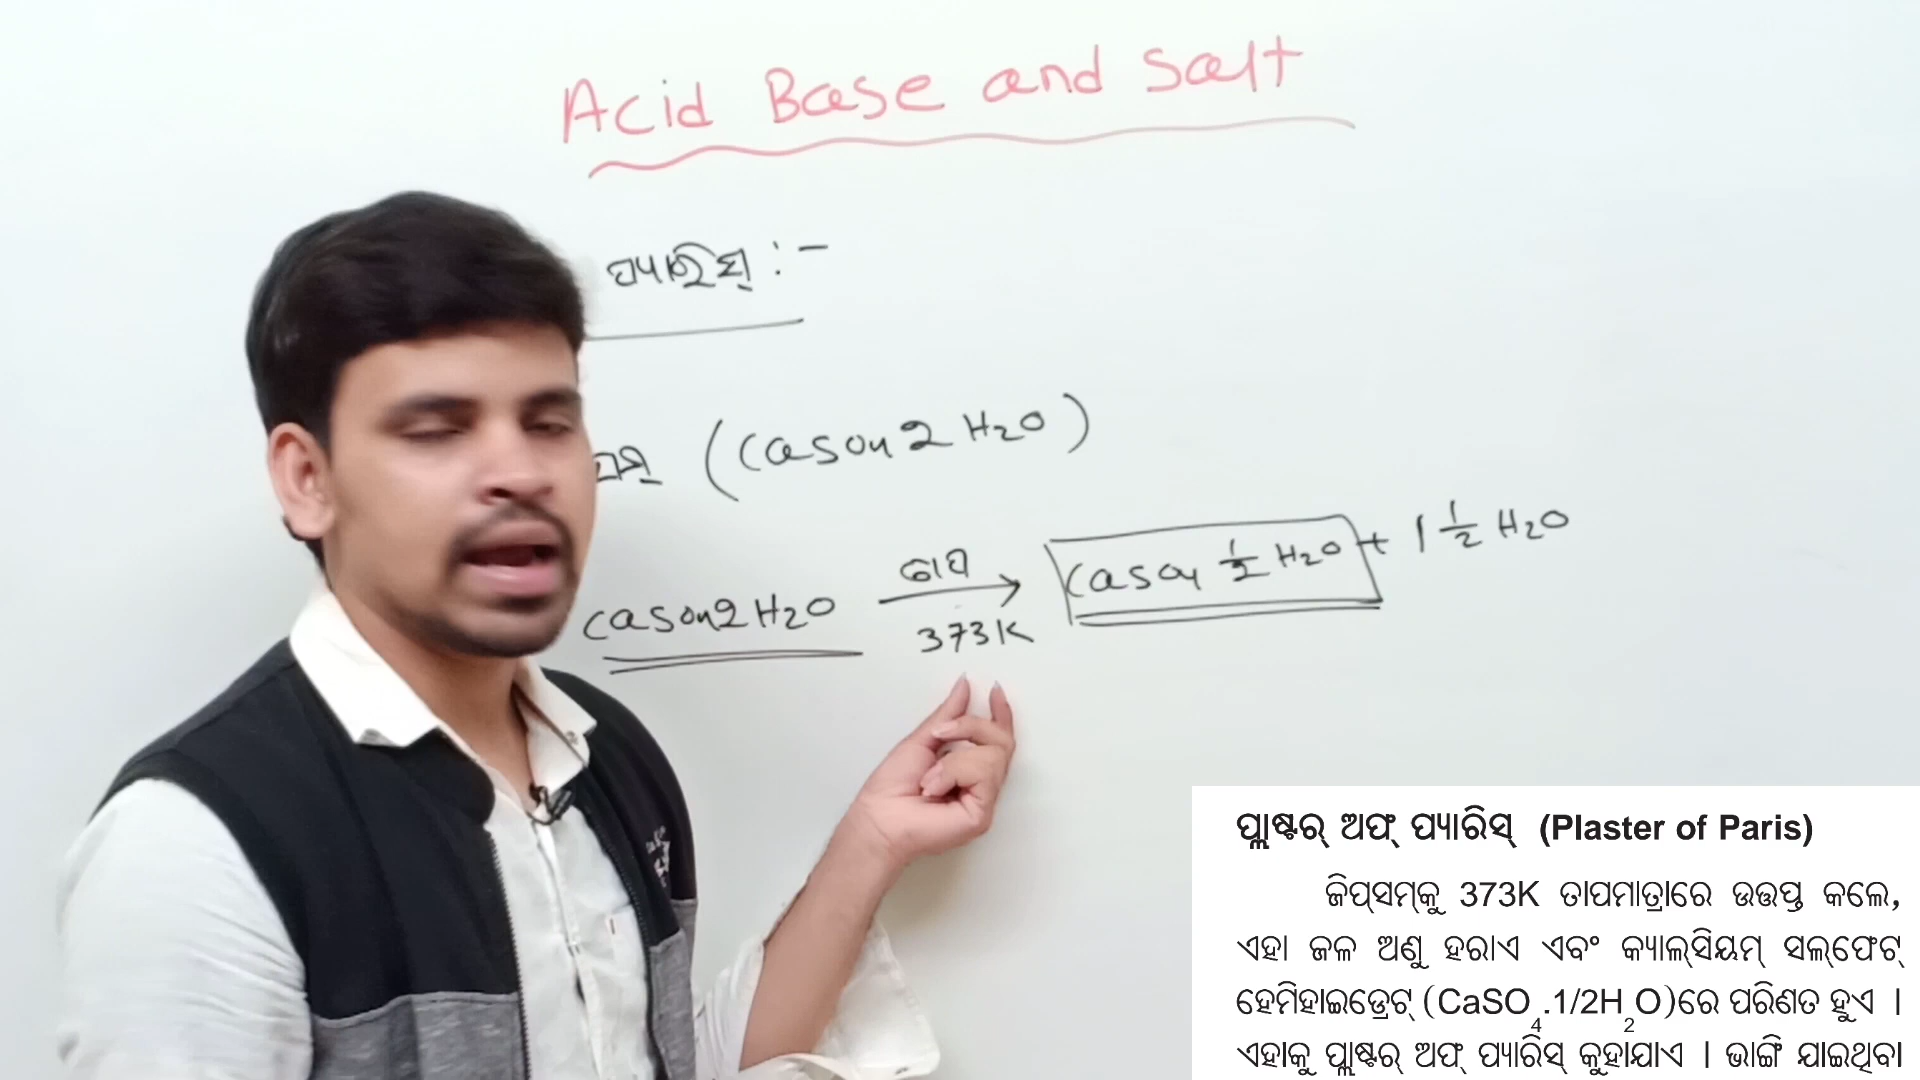 Acid Base and Salt
ପ୍ୟାରିସ୍ :-
(CaSO4 2 H2O)
CaSO4 2 H2O ତାପ 373K CaSO4 1/2 H2O + 1 1/2 H2O
ପ୍ଲାଷ୍ଟର୍ ଅଫ୍ ପ୍ୟାରିସ୍ (Plaster of Paris)
ଜିପ୍‌ସମ୍‌କୁ 373K ତାପମାତ୍ରାରେ ଉତ୍ତପ୍ତ କଲେ,
ଏହା ଜଳ ଅଣୁ ହରାଏ ଏବଂ କ୍ୟାଲ୍‌ସିୟମ୍ ସଲ୍‌ଫେଟ୍
ହେମିହାଇଡ୍ରେଟ୍ (CaSO4.1/2H2O)ରେ ପରିଣତ ହୁଏ ।
ଏହାକୁ ପ୍ଲାଷ୍ଟର୍ ଅଫ୍ ପ୍ୟାରିସ୍ କୁହାଯାଏ । ଭାଙ୍ଗି ଯାଇଥିବା